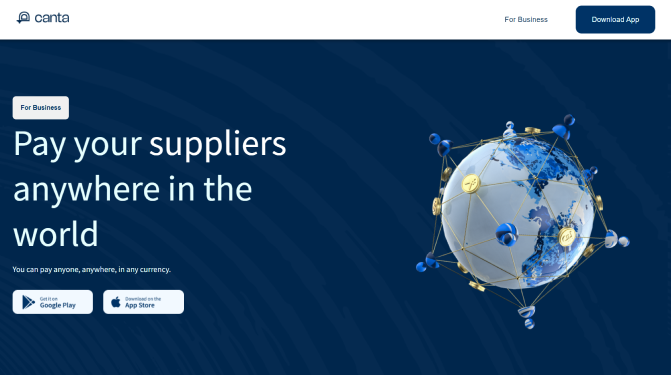 canta
For Business
Download App
For Business
Pay your suppliers
anywhere in the
world
You can pay anyone, anywhere, in any currency.
Get it on
Google Play
Download on the
App Store